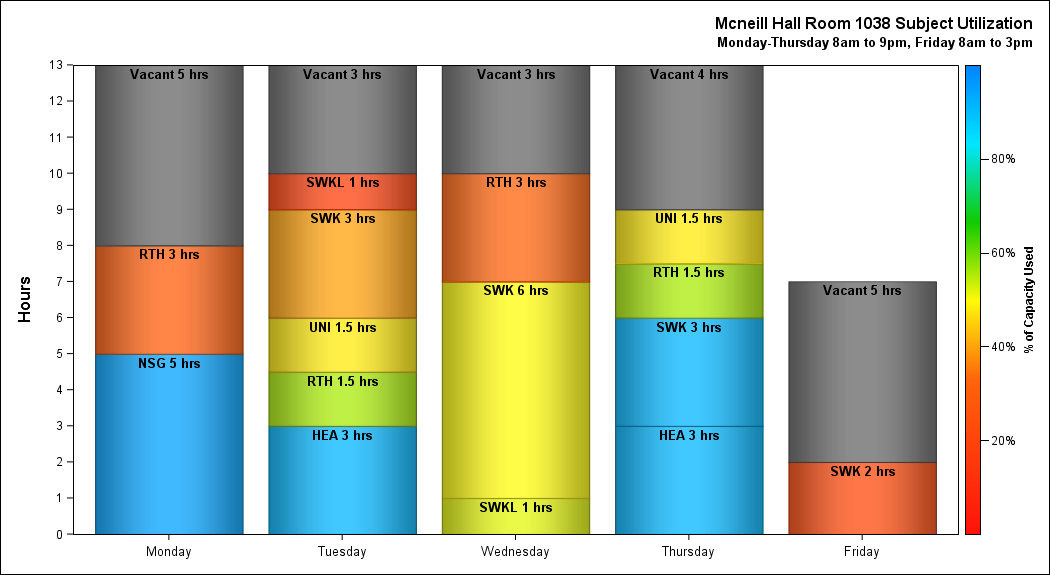 Mcneill Hall Room 1038 Subject Utilization
Monday-Thursday 8am to 9pm, Friday 8am to 3pm
Hours
13
12
11
10
9
8
7
6
5
4
3
2
1
0
Vacant 5 hrs
RTH 3 hrs
NSG 5 hrs
Vacant 3 hrs
SWKL 1 hrs
SWK 3 hrs
UNI 1.5 hrs
RTH 1.5 hrs
HEA 3 hrs
Vacant 3 hrs
RTH 3 hrs
SWK 6 hrs
SWKL 1 hrs
Vacant 4 hrs
UNI 1.5 hrs
RTH 1.5 hrs
SWK 3 hrs
HEA 3 hrs
Vacant 5 hrs
SWK 2 hrs
Monday Tuesday Wednesday Thursday Friday
80%
60%
40%
20%
% of Capacity Used